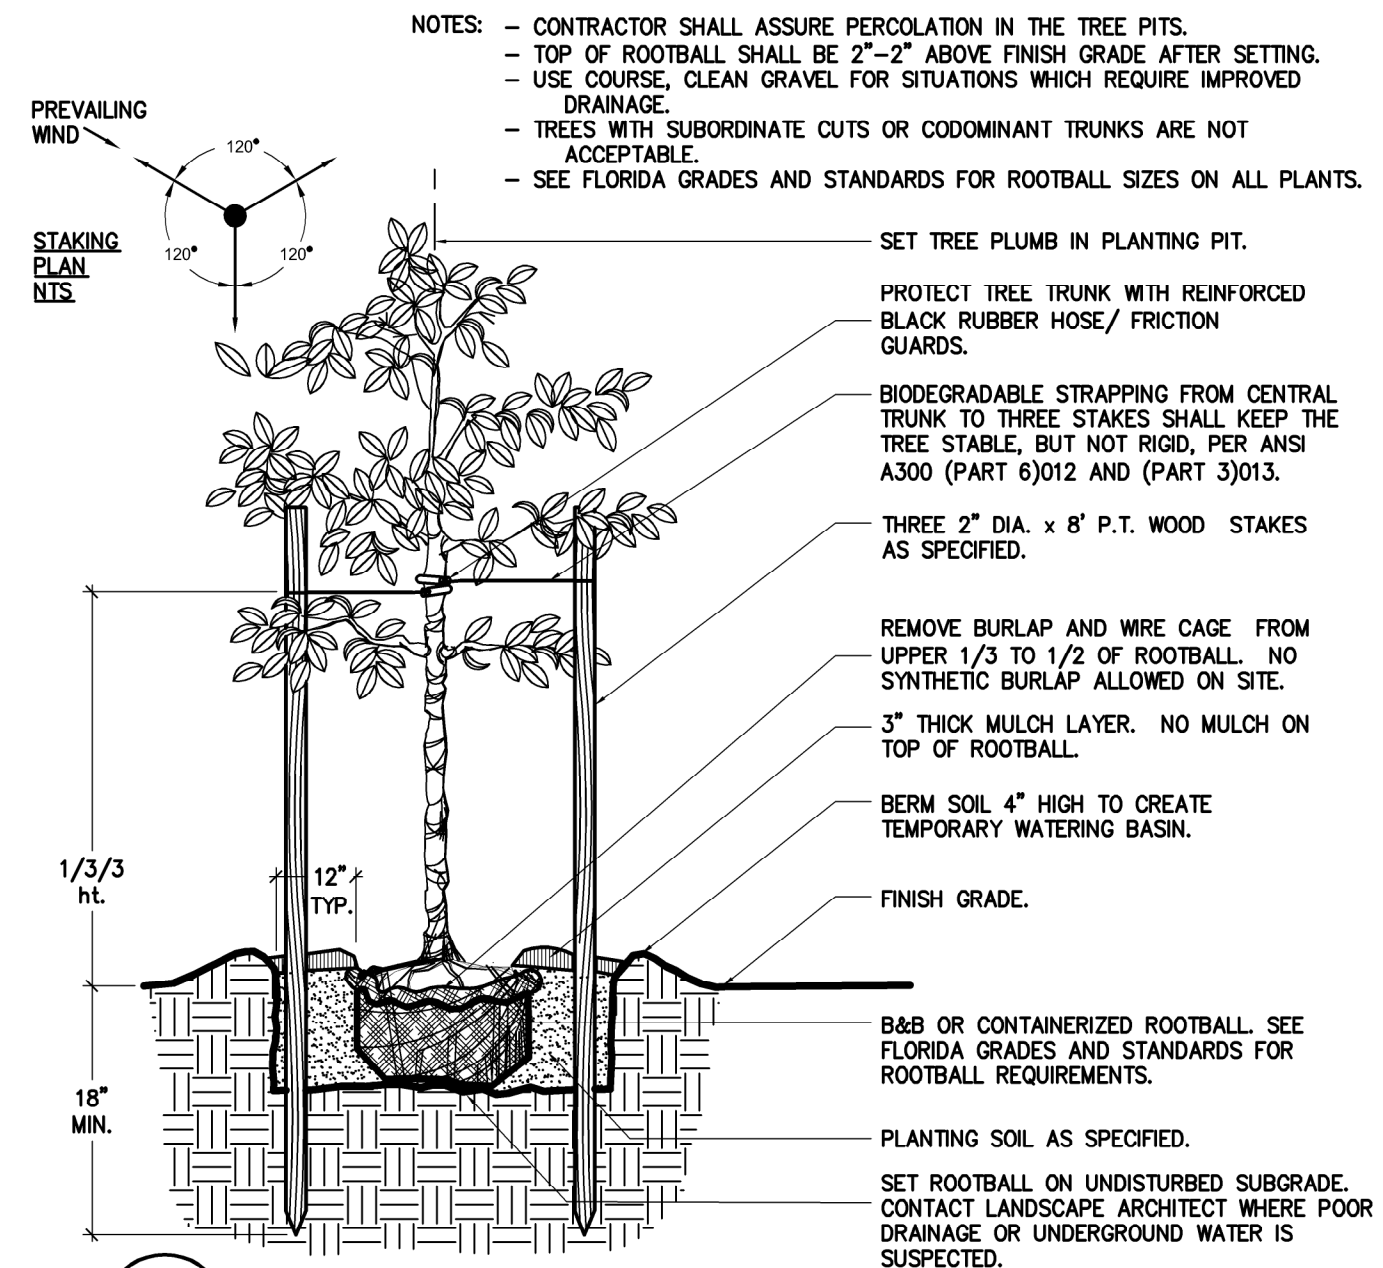 NOTES: – CONTRACTOR SHALL ASSURE PERCOLATION IN THE TREE PITS.
– TOP OF ROOTBALL SHALL BE 2"–2" ABOVE FINISH GRADE AFTER SETTING.
– USE COURSE, CLEAN GRAVEL FOR SITUATIONS WHICH REQUIRE IMPROVED
DRAINAGE.
– TREES WITH SUBORDINATE CUTS OR CODOMINANT TRUNKS ARE NOT
ACCEPTABLE.
– SEE FLORIDA GRADES AND STANDARDS FOR ROOTBALL SIZES ON ALL PLANTS.
PREVAILING
WIND
120°
120°
120°
STAKING
PLAN
NTS
SET TREE PLUMB IN PLANTING PIT.
PROTECT TREE TRUNK WITH REINFORCED
BLACK RUBBER HOSE/ FRICTION
GUARDS.
BIODEGRADABLE STRAPPING FROM CENTRAL
TRUNK TO THREE STAKES SHALL KEEP THE
TREE STABLE, BUT NOT RIGID, PER ANSI
A300 (PART 6)012 AND (PART 3)013.
THREE 2" DIA. x 8' P.T. WOOD STAKES
AS SPECIFIED.
REMOVE BURLAP AND WIRE CAGE FROM
UPPER 1/3 TO 1/2 OF ROOTBALL. NO
SYNTHETIC BURLAP ALLOWED ON SITE.
3" THICK MULCH LAYER. NO MULCH ON
TOP OF ROOTBALL.
BERM SOIL 4" HIGH TO CREATE
TEMPORARY WATERING BASIN.
FINISH GRADE.
B&B OR CONTAINERIZED ROOTBALL. SEE
FLORIDA GRADES AND STANDARDS FOR
ROOTBALL REQUIREMENTS.
PLANTING SOIL AS SPECIFIED.
SET ROOTBALL ON UNDISTURBED SUBGRADE.
CONTACT LANDSCAPE ARCHITECT WHERE POOR
DRAINAGE OR UNDERGROUND WATER IS
SUSPECTED.
1/3/3
ht.
12"
TYP.
18"
MIN.